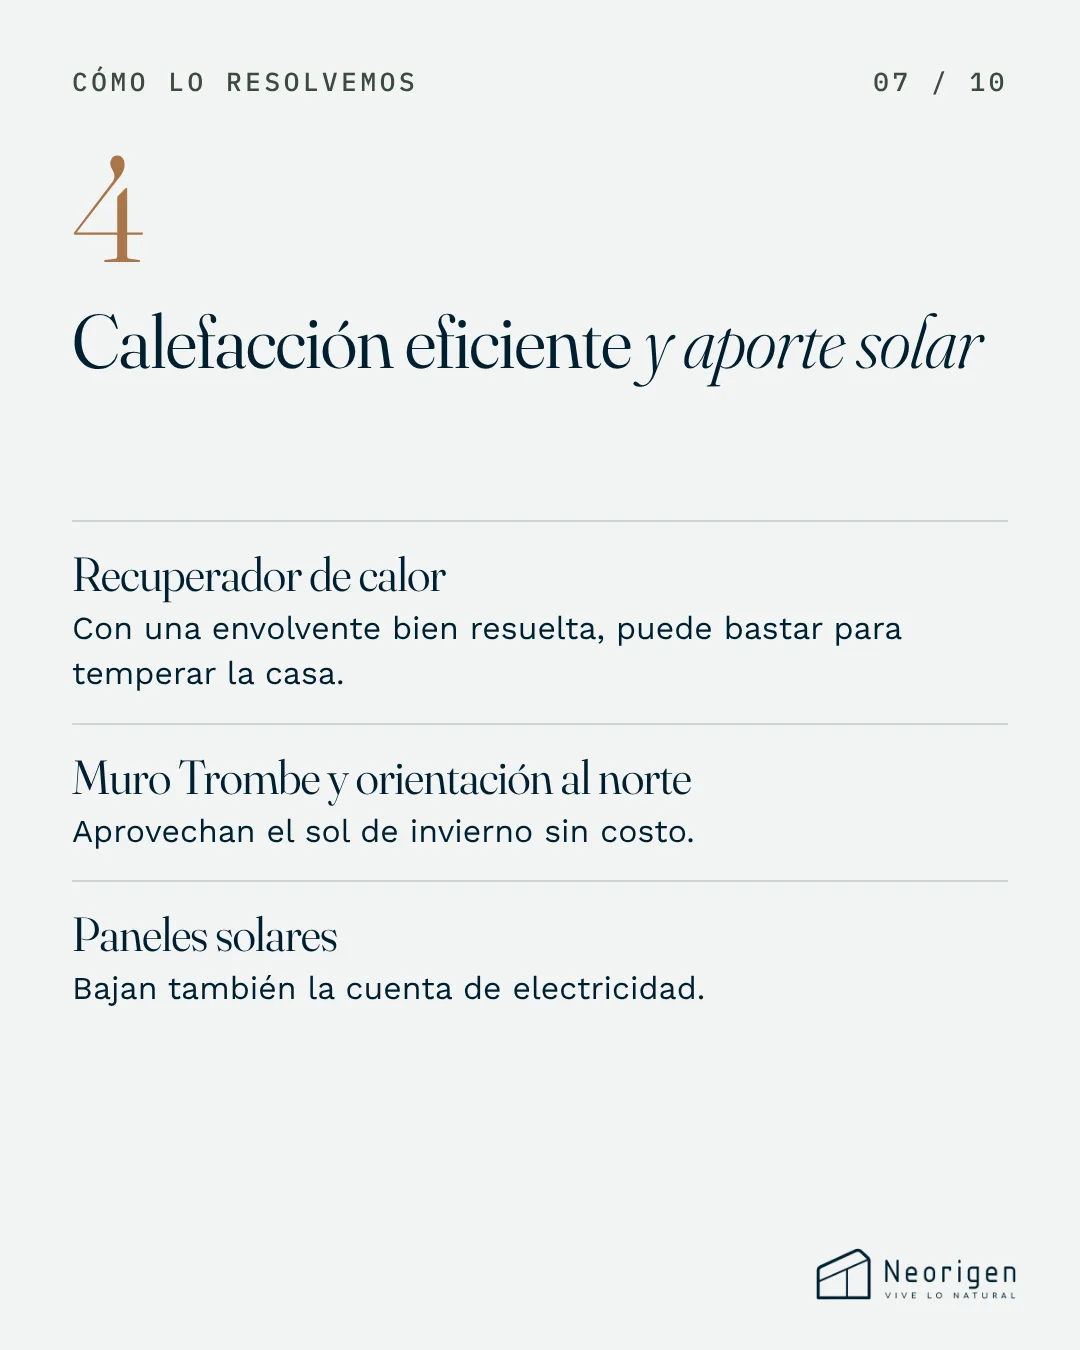 CÓMO LO RESOLVEMOS
07 / 10
4
Calefacción eficiente y aporte solar
Recuperador de calor
Con una envolvente bien resuelta, puede bastar para
temperar la casa.
Muro Trombe y orientación al norte
Aprovechan el sol de invierno sin costo.
Paneles solares
Bajan también la cuenta de electricidad.
Neorigen
VIVE LO NATURAL